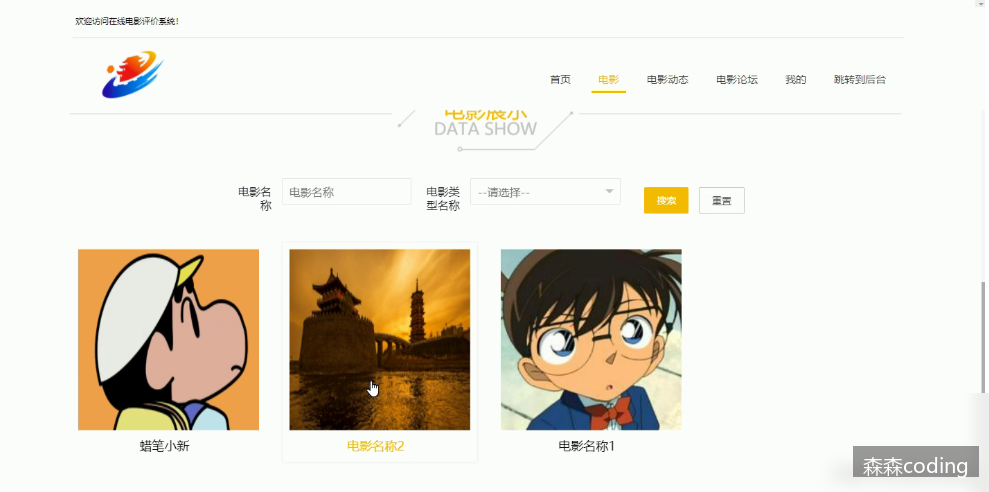 欢迎访问在线电影评价系统!
首页 电影 电影动态 电影论坛 我的 跳转到后台
电影展示
DATA SHOW
电影名称 电影名称 电影类型名称 --请选择-- 搜索 重置
蜡笔小新 电影名称2 电影名称1
森森coding